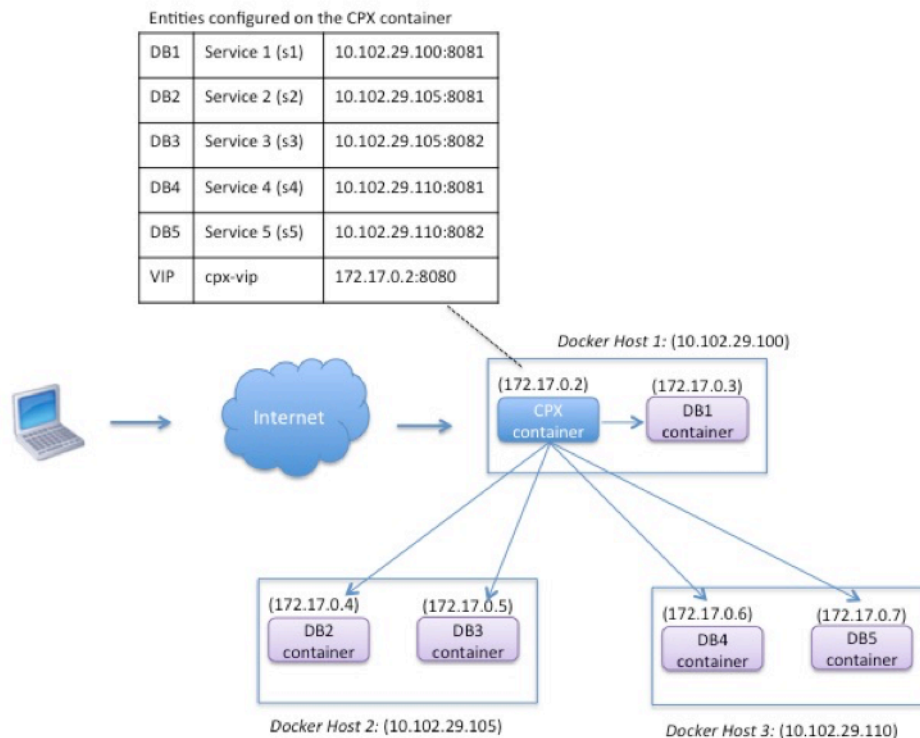 Entities configured on the CPX container
DB1 Service 1 (s1) 10.102.29.100:8081
DB2 Service 2 (s2) 10.102.29.105:8081
DB3 Service 3 (s3) 10.102.29.105:8082
DB4 Service 4 (s4) 10.102.29.110:8081
DB5 Service 5 (s5) 10.102.29.110:8082
VIP cpx-vip 172.17.0.2:8080
Docker Host 1: (10.102.29.100)
(172.17.0.2) (172.17.0.3)
Internet
CPX
container
DB1
container
(172.17.0.4) (172.17.0.5)
DB2
container
DB3
container
Docker Host 2: (10.102.29.105)
(172.17.0.6) (172.17.0.7)
DB4
container
DB5
container
Docker Host 3: (10.102.29.110)